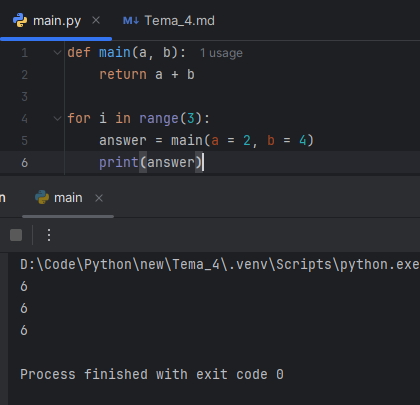 main.py × M↓ Tema_4.md
1 def main(a, b): 1 usage
2 return a + b
3
4 for i in range(3):
5 answer = main(a = 2, b = 4)
6 print(answer)
n main ×
D:\Code\Python\new\Tema_4\.venv\Scripts\python.exe
6
6
6
Process finished with exit code 0